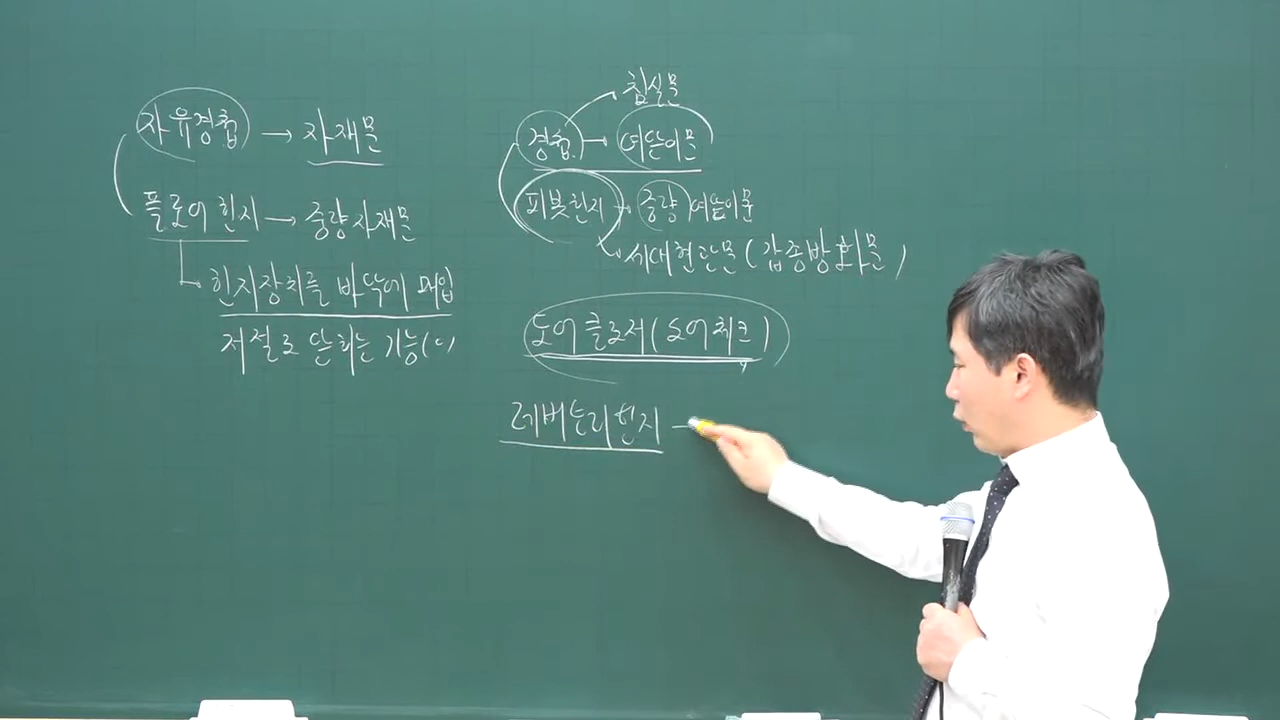 자유경첩 → 자재문
플로어 힌지 → 중량자재문
힌지장치를 바닥에 매입
저절로 닫히는 기능(o)
침실문
경첩 → 여닫이문
피봇힌지 → 중량 여닫이문
세대현관문 (갑종방화문)
도어 클로저 (도어체크)
레버토리힌지 –